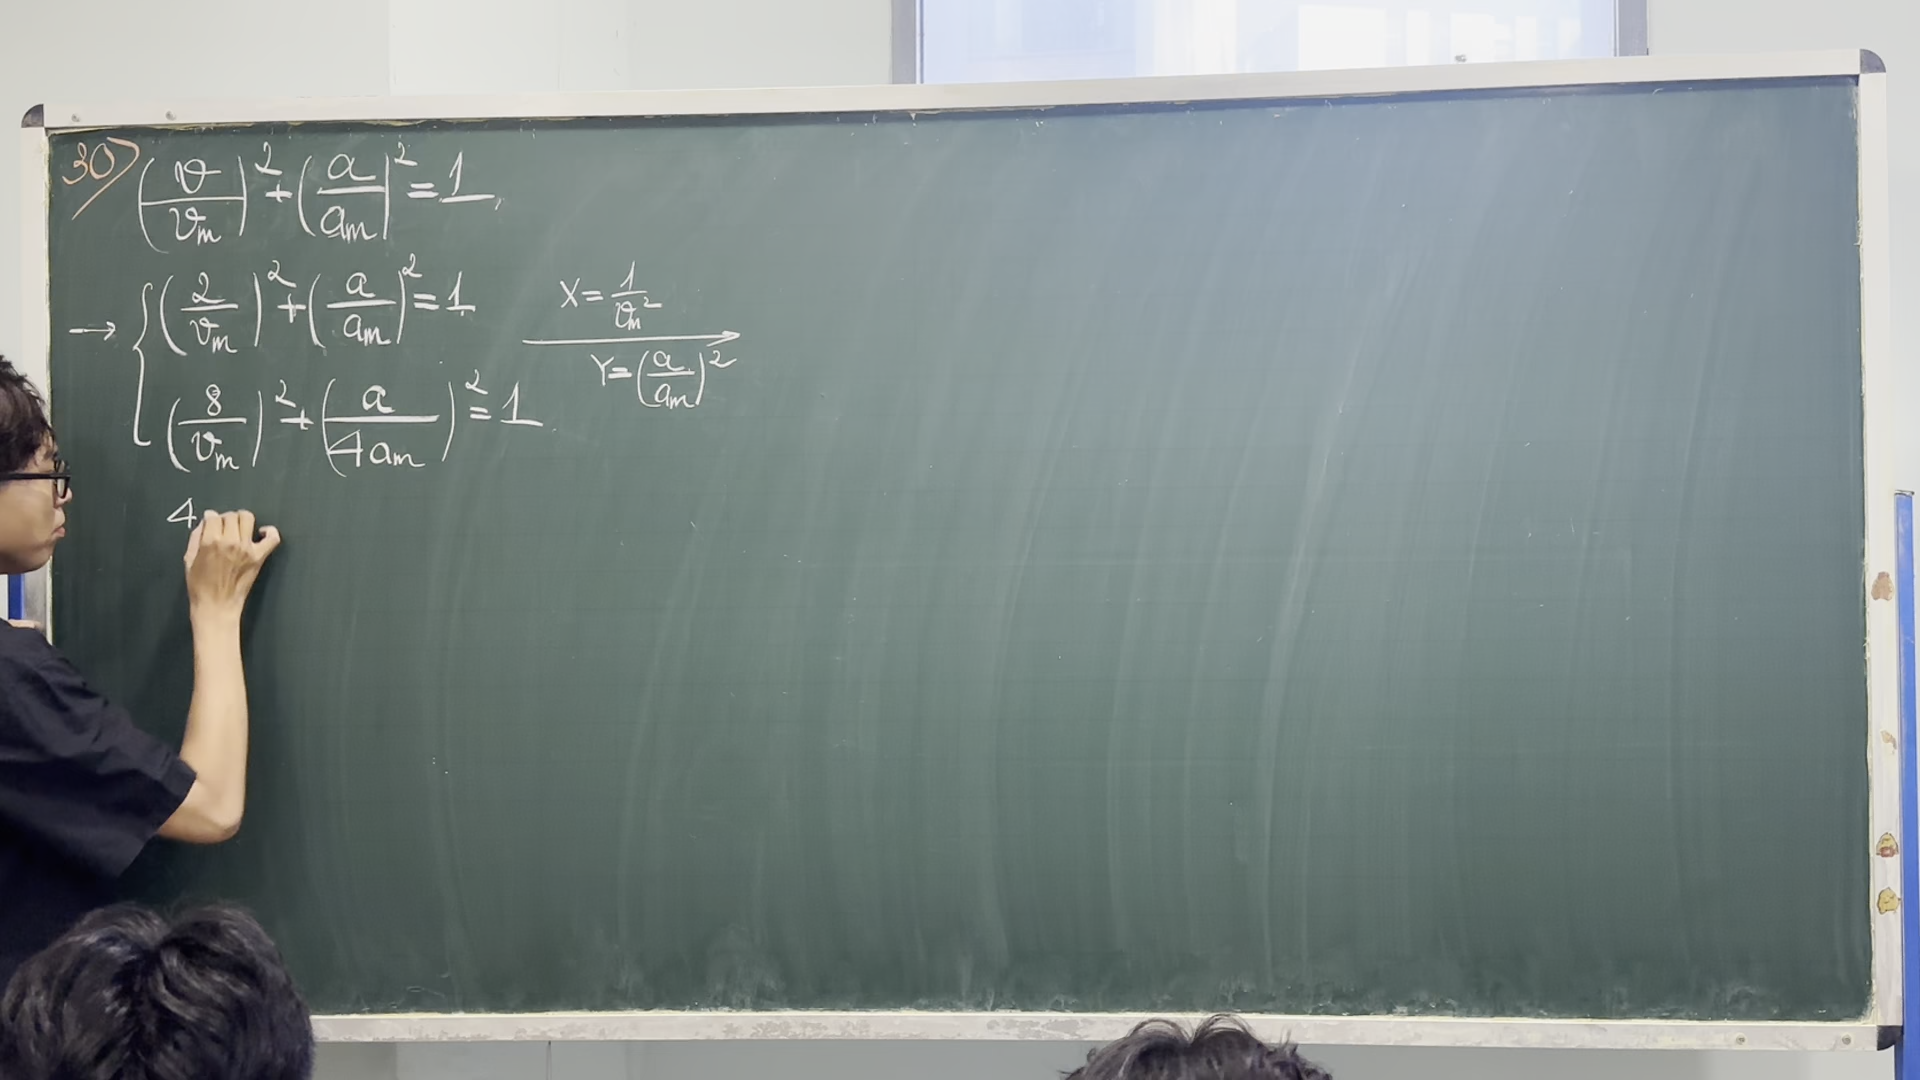 30) (v/v_m)² + (a/a_m)² = 1
→ { (2/v_m)² + (a/a_m)² = 1
X = 1/v_m²
Y = (a/a_m)²
(8/v_m)² + (a/4a_m)² = 1
4